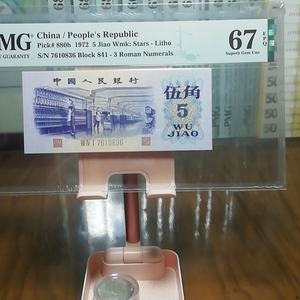 PMG
GUARANTY
China / People's Republic
Pick# 880b 1972 5 Jiao Wmk: Stars - Litho
S/N 7610836 Block 841 - 3 Roman Numerals
67 EPQ
Superb Gem Unc
中国人民银行
伍角
5
WU
JIAO
7610836